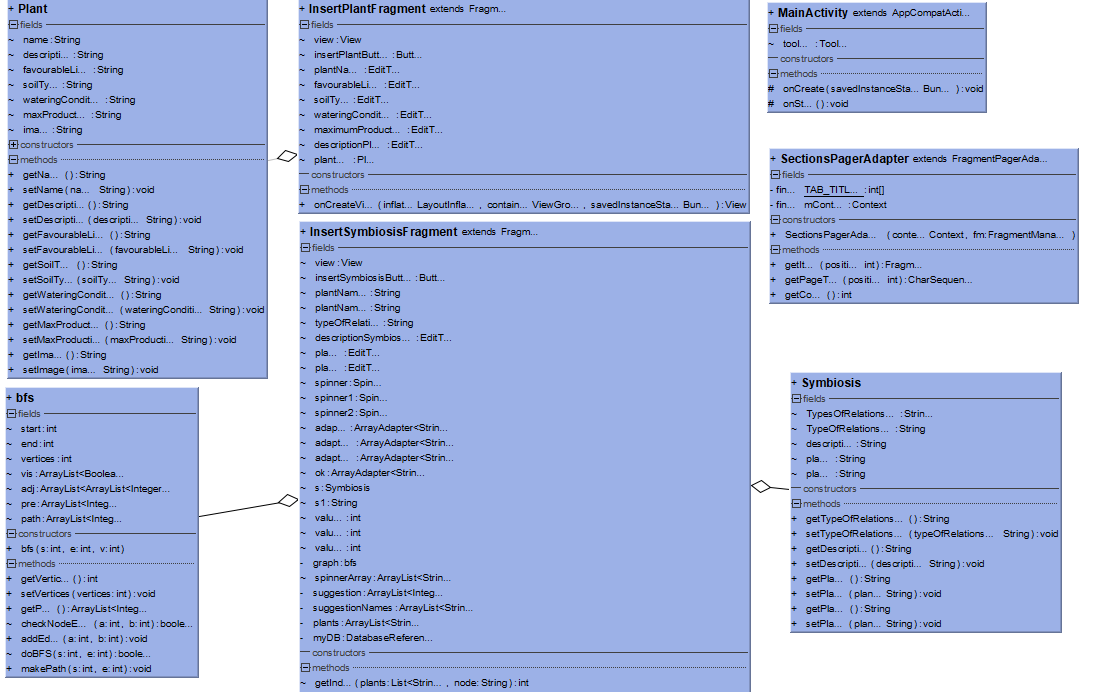 + Plant
fields
~ name : String
~ descripti... : String
~ favourableLi... : String
~ soilTy... : String
~ wateringCondit... : String
~ maxProduct... : String
~ ima... : String
constructors
methods
+ getNa... ( ) : String
+ setName ( na... String ) : void
+ getDescripti... ( ) : String
+ setDescripti... ( descripti... String ) : void
+ getFavourableLi... ( ) : String
+ setFavourableLi... ( favourableLi... String ) : void
+ getSoilT... ( ) : String
+ setSoilTy... ( soilTy... String ) : void
+ getWateringCondit... ( ) : String
+ setWateringCondit... ( wateringConditi... String ) : void
+ getMaxProduct... ( ) : String
+ setMaxProducti... ( maxProducti... String ) : void
+ getIma... ( ) : String
+ setImage ( ima... String ) : void
+ bfs
fields
~ start : int
~ end : int
~ vertices : int
~ vis : ArrayList<Boolea...
~ adj : ArrayList<ArrayList<Integer...
~ pre : ArrayList<Integ...
~ path : ArrayList<Integ...
constructors
+ bfs ( s : int , e : int , v : int )
methods
+ getVertic... ( ) : int
+ setVertices ( vertices : int ) : void
+ getP... ( ) : ArrayList<Integ...
~ checkNodeE... ( a : int , b : int ) : boole...
+ addEd... ( a : int , b : int ) : void
~ doBFS ( s : int , e : int ) : boole...
+ makePath ( s : int , e : int ) : void
+ InsertPlantFragment extends Fragm...
fields
~ view : View
~ insertPlantButt... : Butt...
~ plantNa... : EditT...
~ favourableLi... : EditT...
~ soilTy... : EditT...
~ wateringCondit... : EditT...
~ maximumProduct... : EditT...
~ descriptionPl... : EditT...
~ plant... : Pl...
constructors
methods
+ onCreateVi... ( inflat... LayoutInfla... , contain... ViewGro... , savedInstanceSta... Bun... ) : View
+ InsertSymbiosisFragment extends Fragm...
fields
~ view : View
~ insertSymbiosisButt... : Butt...
~ plantNam... : String
~ plantNam... : String
~ typeOfRelati... : String
~ descriptionSymbios... : EditT...
~ pla... : EditT...
~ pla... : EditT...
~ spinner : Spin...
~ spinner1 : Spin...
~ spinner2 : Spin...
~ adap... : ArrayAdapter<Strin...
~ adapt... : ArrayAdapter<Strin...
~ adapt... : ArrayAdapter<Strin...
~ ok : ArrayAdapter<Strin...
~ s : Symbiosis
~ s1 : String
~ valu... : int
~ valu... : int
~ valu... : int
- graph : bfs
~ spinnerArray : ArrayList<Strin...
- suggestion : ArrayList<Integ...
- suggestionNames : ArrayList<Strin...
- plants : ArrayList<Strin...
- myDB : DatabaseReferen...
constructors
methods
~ getInd... ( plants : List<Strin... , node : String ) : int
+ MainActivity extends AppCompatActi...
fields
~ tool... : Tool...
constructors
methods
# onCreate ( savedInstanceSta... Bun... ) : void
# onSt... ( ) : void
+ SectionsPagerAdapter extends FragmentPagerAda...
fields
- fin... TAB_TITL... : int[]
- fin... mCont... : Context
constructors
+ SectionsPagerAda... ( conte... Context , fm : FragmentMana... )
methods
+ getIt... ( positi... int ) : Fragm...
+ getPageT... ( positi... int ) : CharSequen...
+ getCo... ( ) : int
+ Symbiosis
fields
~ TypesOfRelations... : Strin...
~ TypeOfRelations... : String
~ descripti... : String
~ pla... : String
~ pla... : String
constructors
methods
+ getTypeOfRelations... ( ) : String
+ setTypeOfRelations... ( typeOfRelations... String ) : void
+ getDescripti... ( ) : String
+ setDescripti... ( descripti... String ) : void
+ getPla... ( ) : String
+ setPla... ( plan... String ) : void
+ getPla... ( ) : String
+ setPla... ( plan... String ) : void